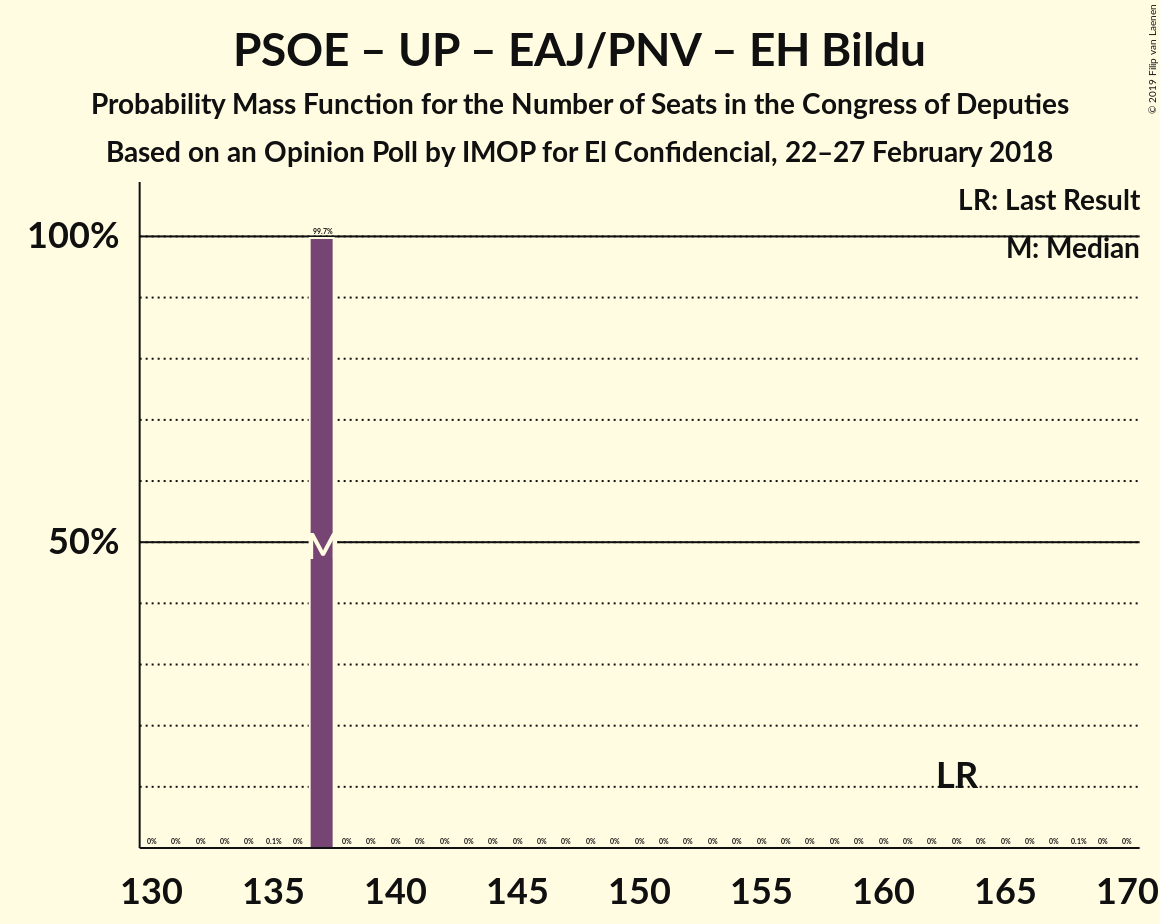 PSOE – UP – EAJ/PNV – EH Bildu
Probability Mass Function for the Number of Seats in the Congress of Deputies
Based on an Opinion Poll by IMOP for El Confidencial, 22–27 February 2018
© 2019 Filip van Laenen
LR: Last Result
M: Median
100%
50%
99.7%
M
LR
0% 0% 0% 0% 0% 0.1% 0% 0% 0% 0% 0% 0% 0% 0% 0% 0% 0% 0% 0% 0% 0% 0% 0% 0% 0% 0% 0% 0% 0% 0% 0% 0% 0% 0% 0% 0% 0% 0.1% 0% 0%
130 135 140 145 150 155 160 165 170